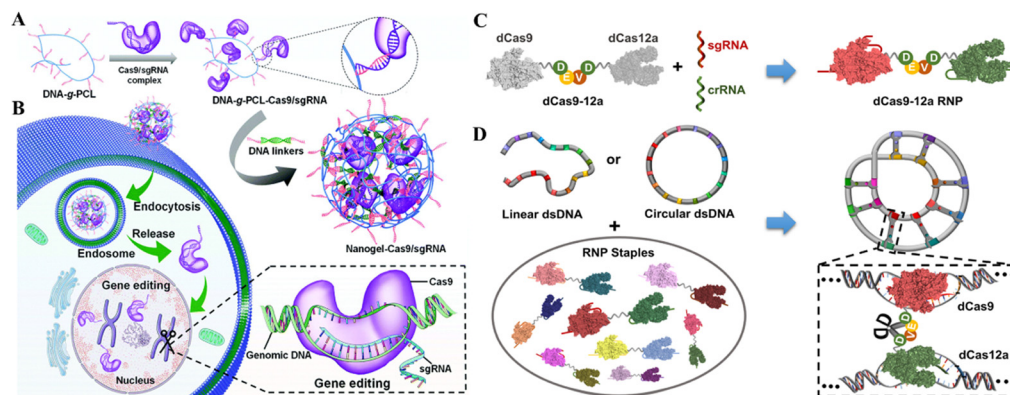 A
DNA-g-PCL
Cas9/sgRNA
complex
DNA-g-PCL-Cas9/sgRNA
B
DNA linkers
Nanogel-Cas9/sgRNA
Endocytosis
Endosome
Release
Gene editing
Nucleus
Cas9
Genomic DNA
sgRNA
Gene editing
C
dCas9
dCas12a
D D
E V
dCas9-12a
+
sgRNA
crRNA
D D
E V
dCas9-12a RNP
D
Linear dsDNA
or
Circular dsDNA
+
RNP Staples
dCas9
dCas12a